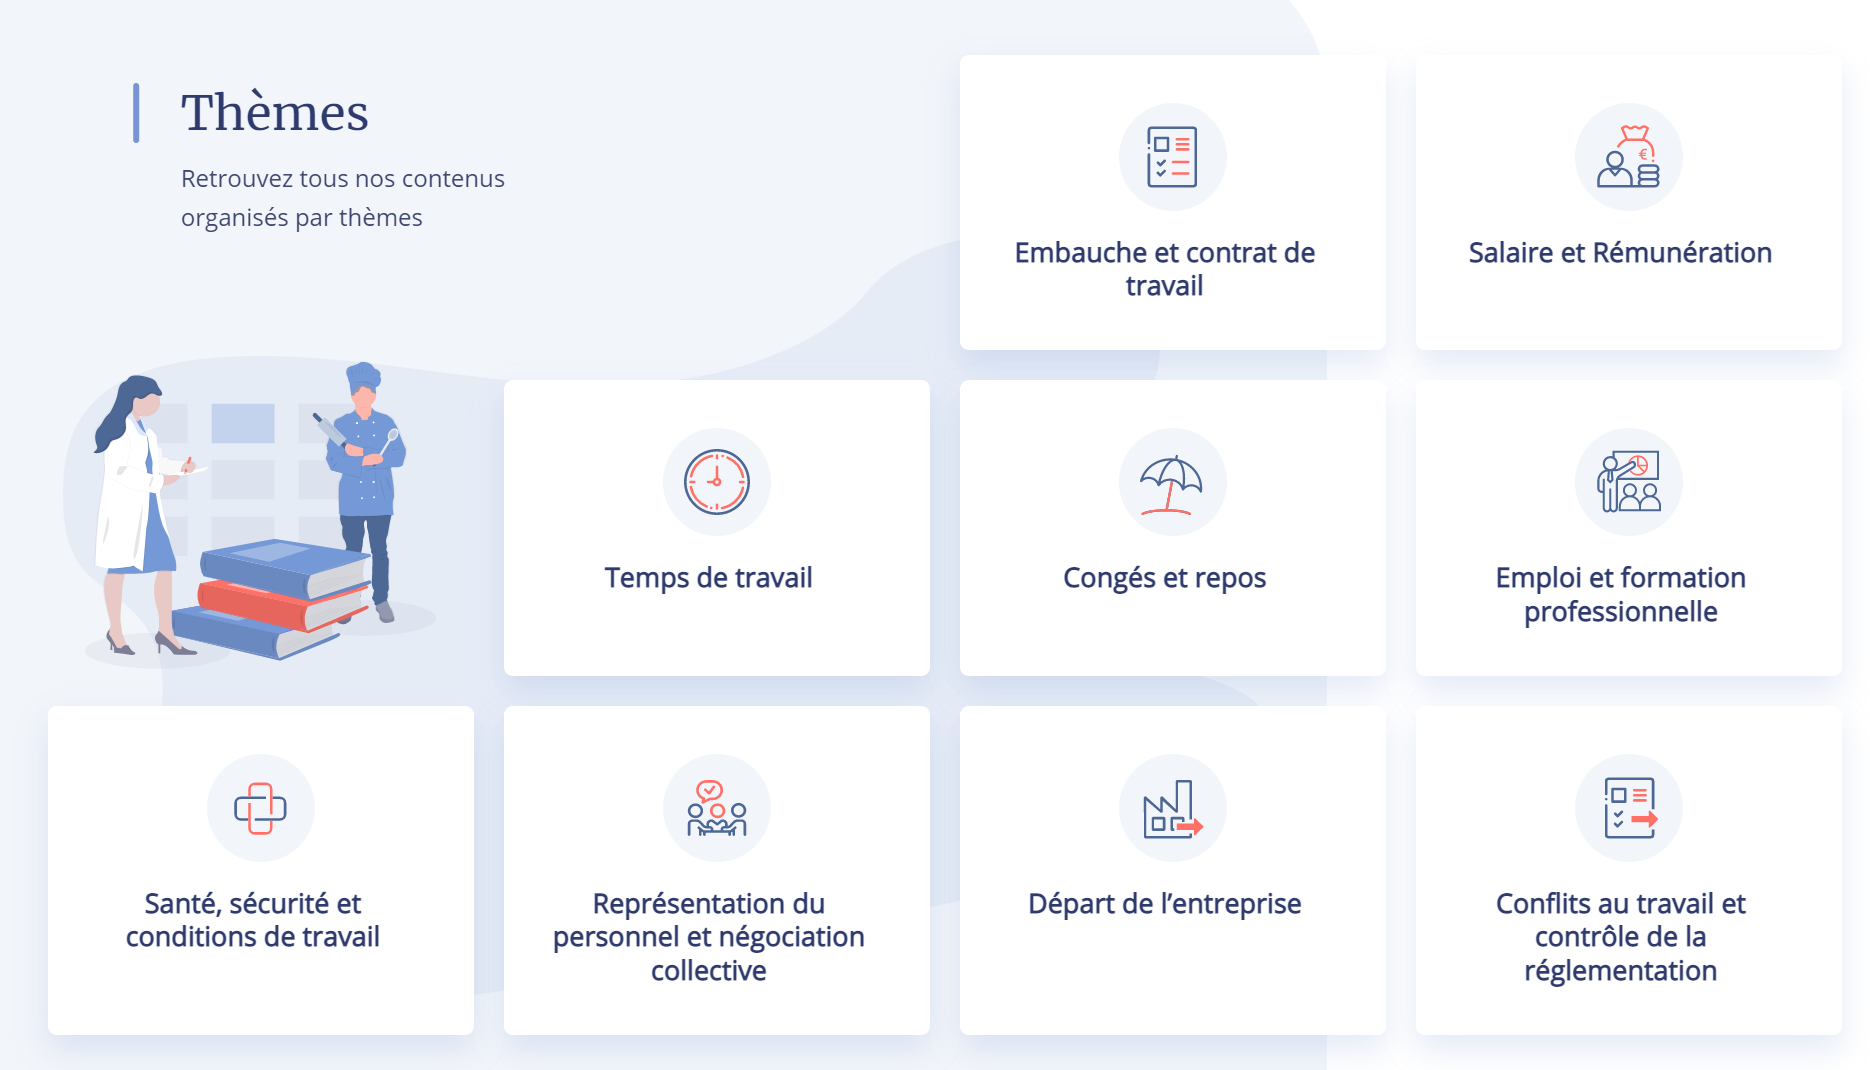 Thèmes
Retrouvez tous nos contenus
organisés par thèmes
Embauche et contrat de
travail
Salaire et Rémunération
€
Temps de travail
Congés et repos
Emploi et formation
professionnelle
Santé, sécurité et
conditions de travail
Représentation du
personnel et négociation
collective
Départ de l’entreprise
Conflits au travail et
contrôle de la
réglementation